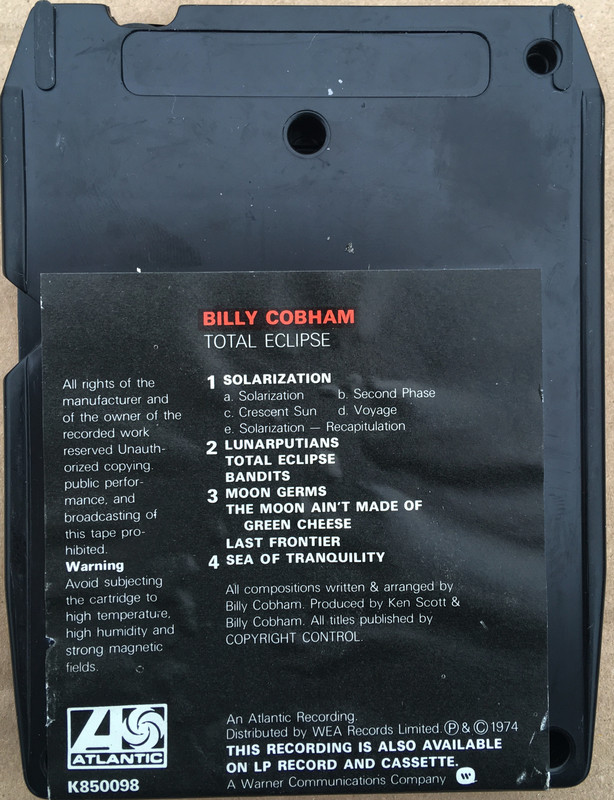 BILLY COBHAM
TOTAL ECLIPSE
1 SOLARIZATION
a. Solarization b. Second Phase
c. Crescent Sun d. Voyage
e. Solarization — Recapitulation
2 LUNARPUTIANS
TOTAL ECLIPSE
BANDITS
3 MOON GERMS
THE MOON AIN'T MADE OF
GREEN CHEESE
LAST FRONTIER
4 SEA OF TRANQUILITY
All compositions written & arranged by
Billy Cobham. Produced by Ken Scott &
Billy Cobham. All titles published by
COPYRIGHT CONTROL.
All rights of the
manufacturer and
of the owner of the
recorded work
reserved Unauth-
orized copying.
public perfor-
mance, and
broadcasting of
this tape pro-
hibited.
Warning
Avoid subjecting
the cartridge to
high temperature,
high humidity and
strong magnetic
fields.
ATLANTIC
K850098
An Atlantic Recording.
Distributed by WEA Records Limited. Ⓟ & © 1974
THIS RECORDING IS ALSO AVAILABLE
ON LP RECORD AND CASSETTE.
A Warner Communications Company